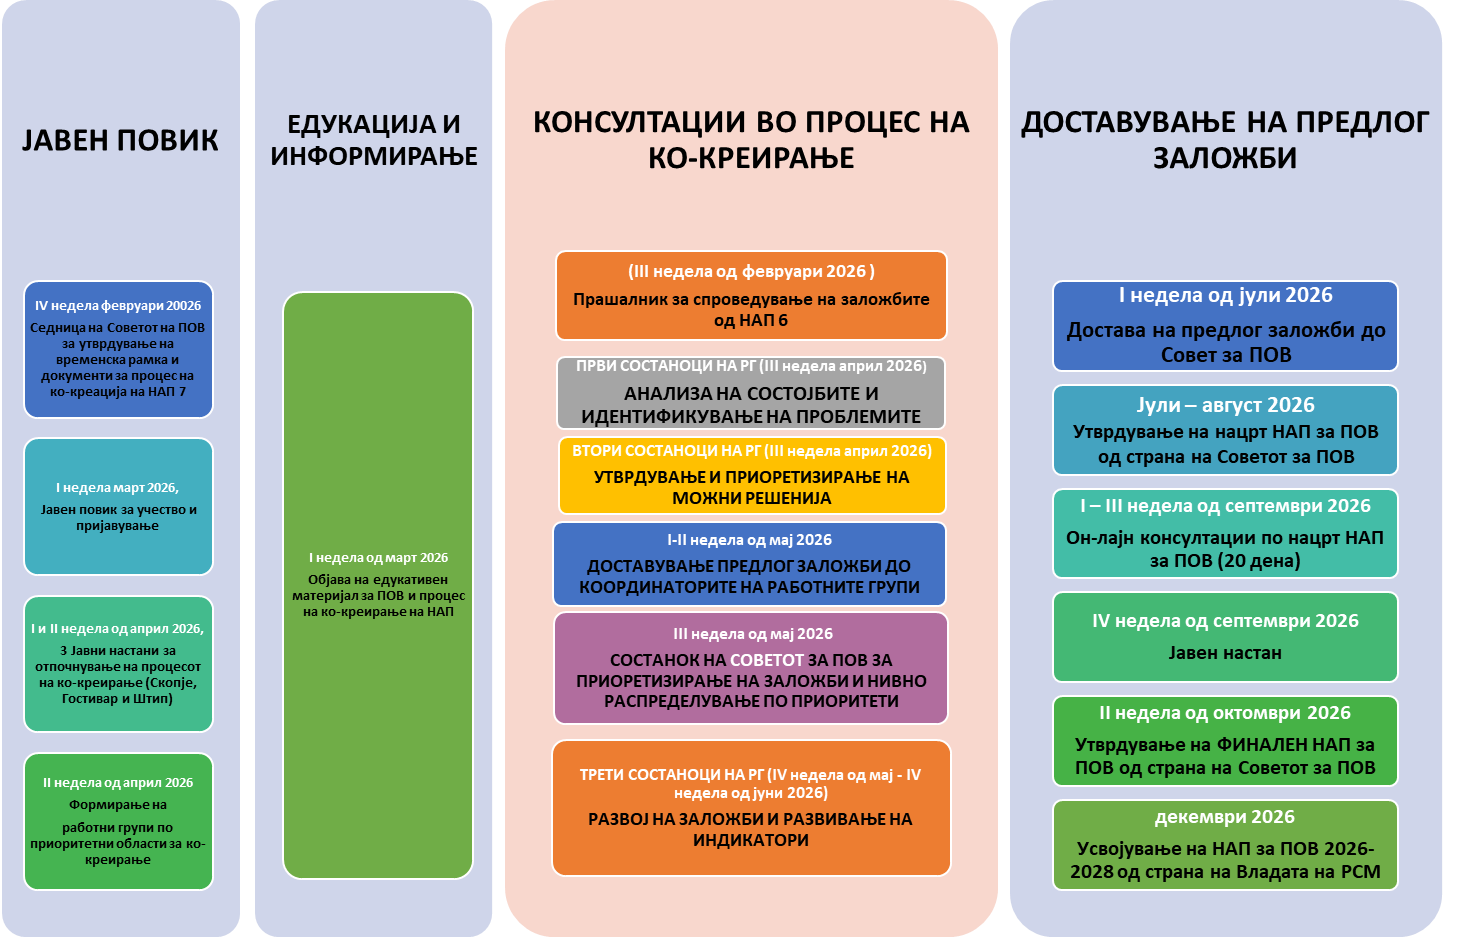 ЈАВЕН ПОВИК
IV недела февруари 20026
Седница на Советот на ПОВ
за утврдување на
временска рамка и
документи за процес на
ко-креација на НАП 7
I недела март 2026,
Јавен повик за учество и
пријавување
I и II недела од април 2026,
3 Јавни настани за
отпочнување на процесот
на ко-креирање (Скопје,
Гостивар и Штип)
II недела од април 2026
Формирање на
работни групи по
приоритетни области за ко-
креирање
ЕДУКАЦИЈА И
ИНФОРМИРАЊЕ
I недела од март 2026
Објава на едукативен
материјал за ПОВ и процес
на ко-креирање на НАП
КОНСУЛТАЦИИ ВО ПРОЦЕС НА
КО-КРЕИРАЊЕ
(III недела од февруари 2026 )
Прашалник за спроведување на заложбите
од НАП 6
ПРВИ СОСТАНОЦИ НА РГ (III недела април 2026)
АНАЛИЗА НА СОСТОЈБИТЕ И
ИДЕНТИФИКУВАЊЕ НА ПРОБЛЕМИТЕ
ВТОРИ СОСТАНОЦИ НА РГ (III недела април 2026)
УТВРДУВАЊЕ И ПРИОРЕТИЗИРАЊЕ НА
МОЖНИ РЕШЕНИЈА
I-II недела од мај 2026
ДОСТАВУВАЊЕ ПРЕДЛОГ ЗАЛОЖБИ ДО
КООРДИНАТОРИТЕ НА РАБОТНИТЕ ГРУПИ
III недела од мај 2026
СОСТАНОК НА СОВЕТОТ ЗА ПОВ ЗА
ПРИОРЕТИЗИРАЊЕ НА ЗАЛОЖБИ И НИВНО
РАСПРЕДЕЛУВАЊЕ ПО ПРИОРИТЕТИ
ТРЕТИ СОСТАНОЦИ НА РГ (IV недела од мај - IV
недела од јуни 2026)
РАЗВОЈ НА ЗАЛОЖБИ И РАЗВИВАЊЕ НА
ИНДИКАТОРИ
ДОСТАВУВАЊЕ НА ПРЕДЛОГ
ЗАЛОЖБИ
I недела од јули 2026
Достава на предлог заложби до
Совет за ПОВ
Јули – август 2026
Утврдување на нацрт НАП за ПОВ
од страна на Советот за ПОВ
I – III недела од септември 2026
Он-лајн консултации по нацрт НАП
за ПОВ (20 дена)
IV недела од септември 2026
Јавен настан
II недела од октомври 2026
Утврдување на ФИНАЛЕН НАП за
ПОВ од страна на Советот за ПОВ
декември 2026
Усвојување на НАП за ПОВ 2026-
2028 од страна на Владата на РСМ